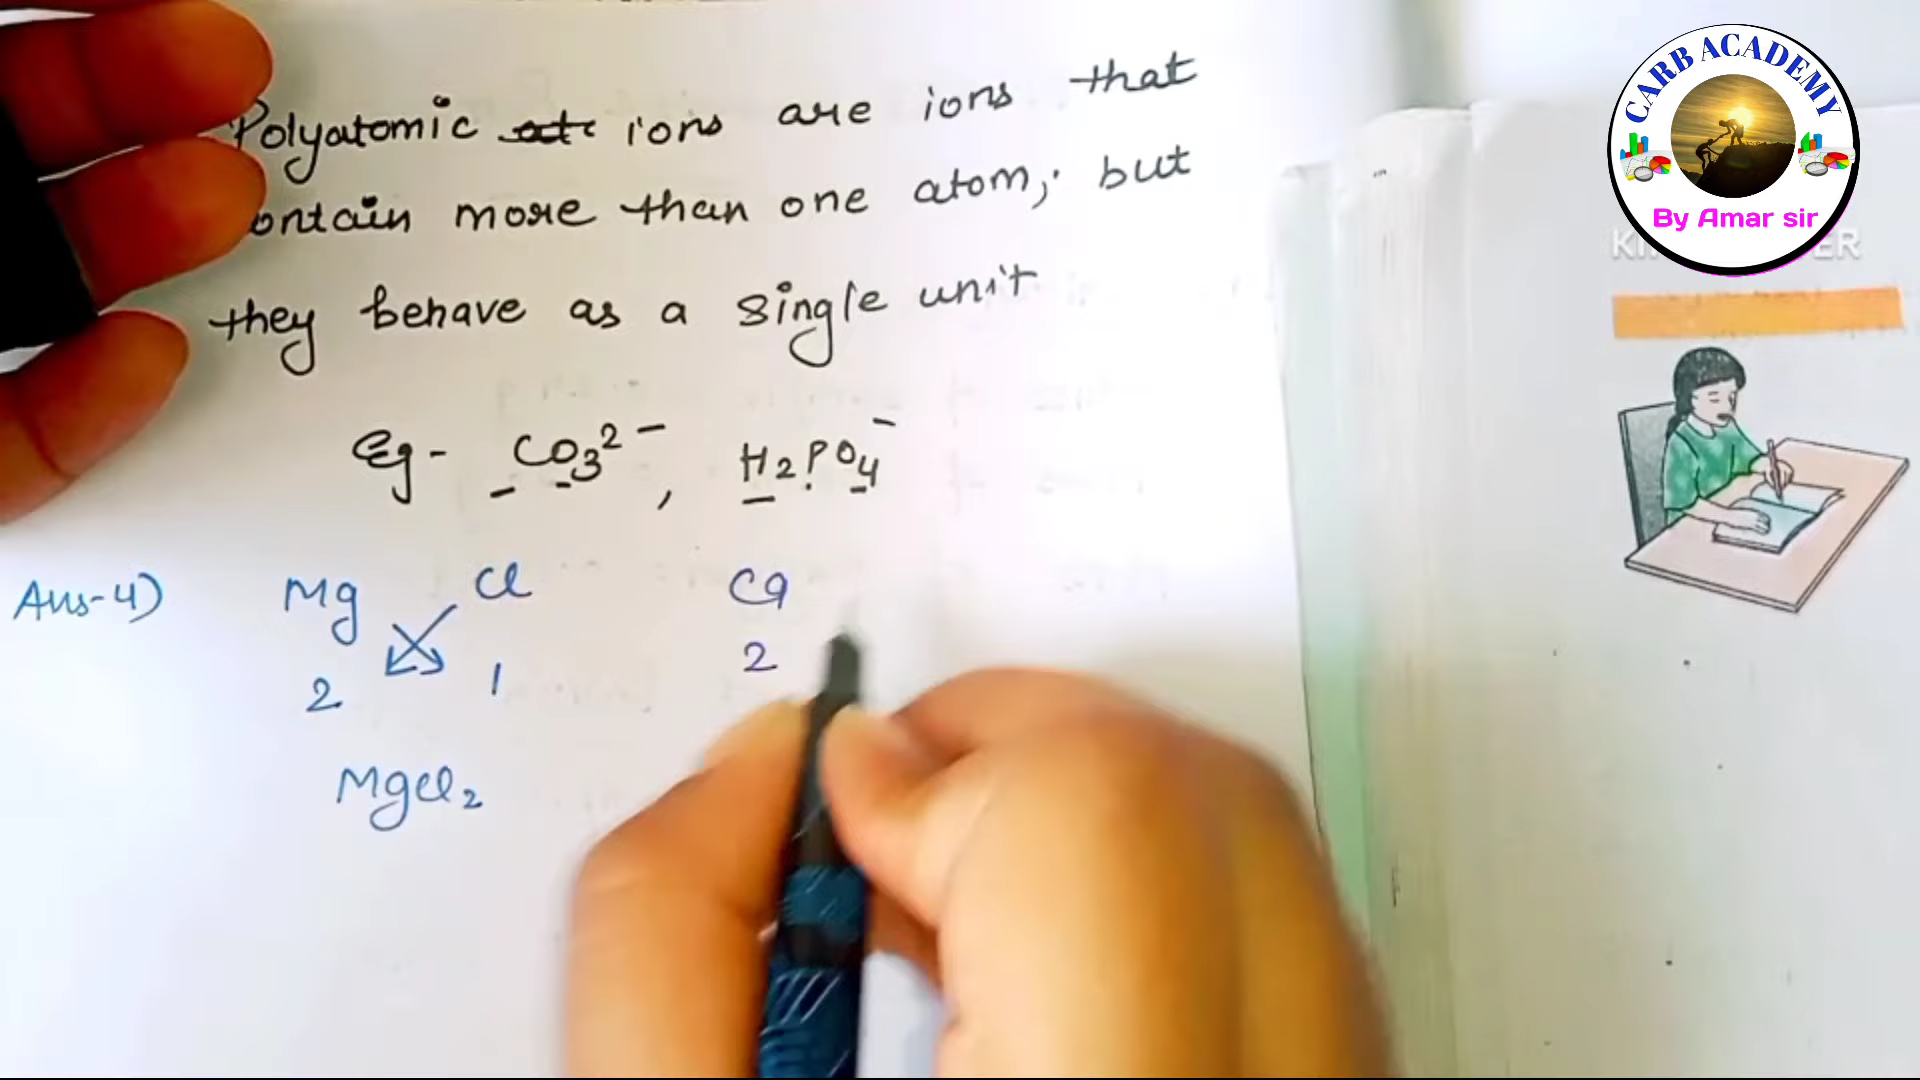 CARB ACADEMY
By Amar sir
Polyatomic ions are ions that
ontain more than one atom, but
they behave as a single unit
Eg- CO3 2-, H2PO4 -
Ans-4) Mg Cl Ca
2 1 2
MgCl2